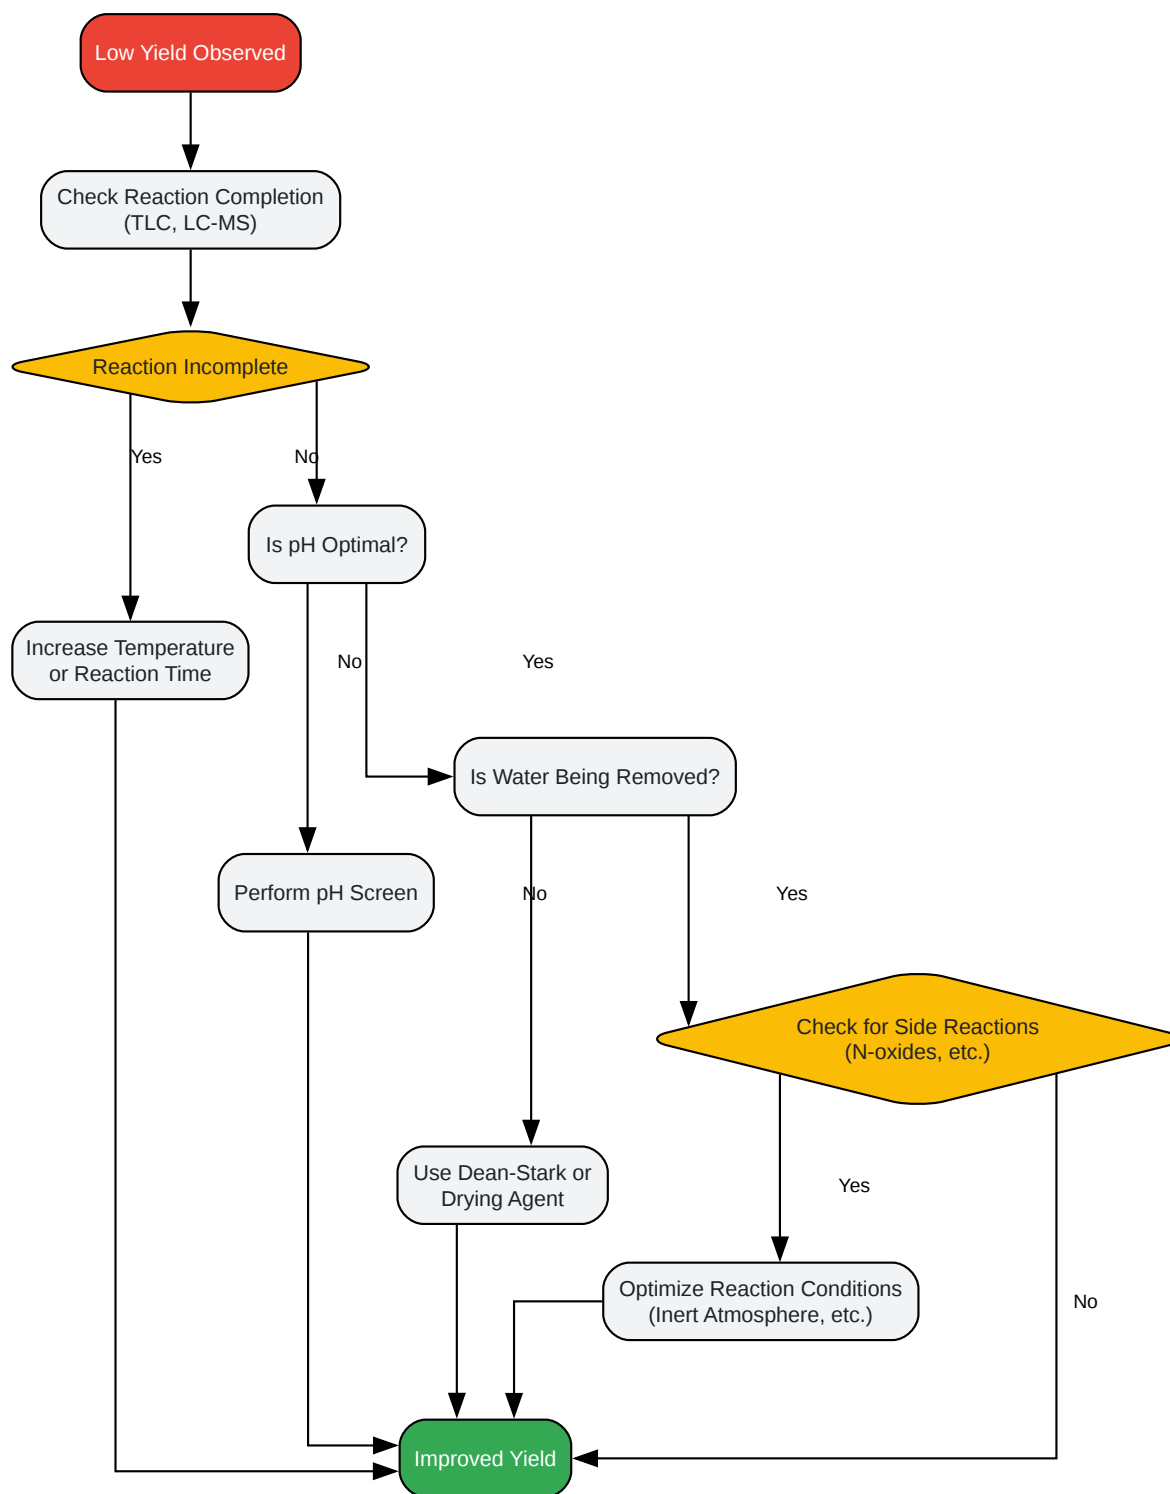 Low Yield Observed
Check Reaction Completion
(TLC, LC-MS)
Reaction Incomplete
Yes
No
Is pH Optimal?
Increase Temperature
or Reaction Time
No
Yes
Is Water Being Removed?
Perform pH Screen
No
Yes
Check for Side Reactions
(N-oxides, etc.)
Use Dean-Stark or
Drying Agent
Yes
Optimize Reaction Conditions
(Inert Atmosphere, etc.)
No
Improved Yield